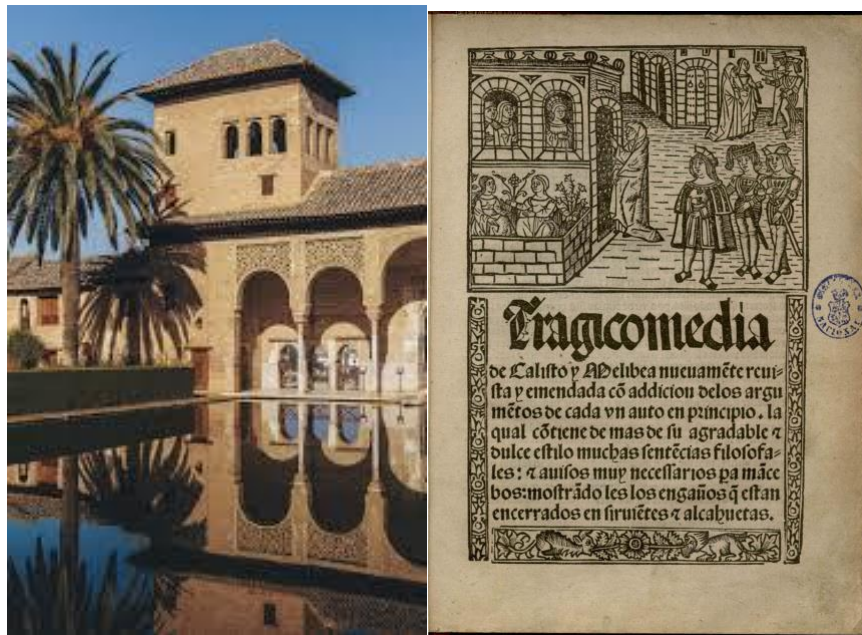 Tragicomedia
de Calisto y Melibea nueuamẽte reui-
sta y emendada cõ addicion delos argu
mẽtos de cada vn auto en principio. la
qual cõtiene de mas de su agradable ⁊
dulce estilo muchas sentẽcias filosofa-
les: ⁊ auisos muy necessarios pa mãce
bos: mostrãdo les los engaños q̃ estan
encerrados en siruiẽtes ⁊ alcahuetas.